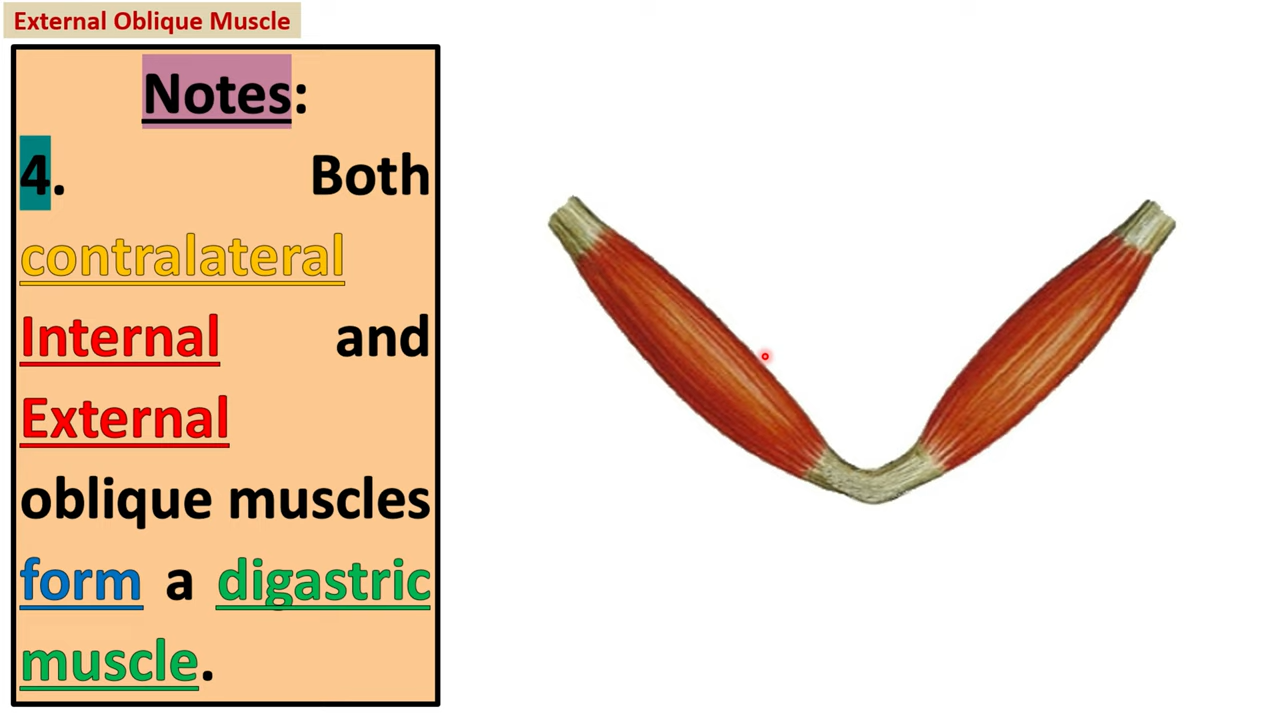 External Oblique Muscle
Notes:
4. Both
contralateral
Internal and
External
oblique muscles
form a digastric
muscle.